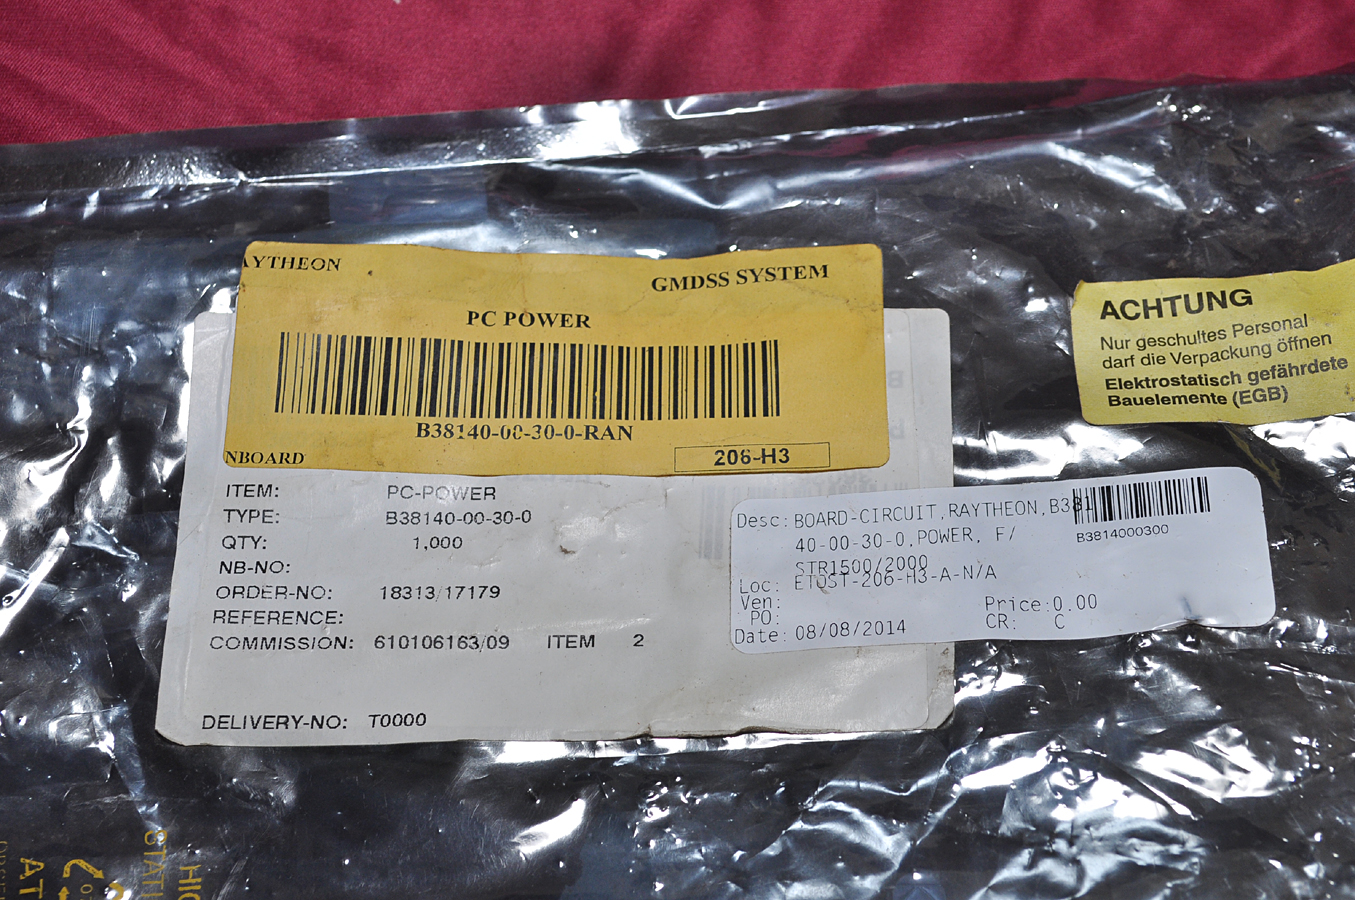 AYTHEON
GMDSS SYSTEM
PC POWER
B38140-00-30-0-RAN
NBOARD
206-H3
ITEM: PC-POWER
TYPE: B38140-00-30-0
QTY: 1,000
NB-NO:
ORDER-NO: 18313/17179
REFERENCE:
COMMISSION: 610106163/09 ITEM 2
DELIVERY-NO: T0000
Desc: BOARD-CIRCUIT,RAYTHEON,B381
40-00-30-0,POWER, F/
STR1500/2000
Loc: ETOST-206-H3-A-N/A
Ven:
PO:
Date: 08/08/2014
Price:0.00
CR: C
B3814000300
ACHTUNG
Nur geschultes Personal
darf die Verpackung öffnen
Elektrostatisch gefährdete
Bauelemente (EGB)
STATI
AT